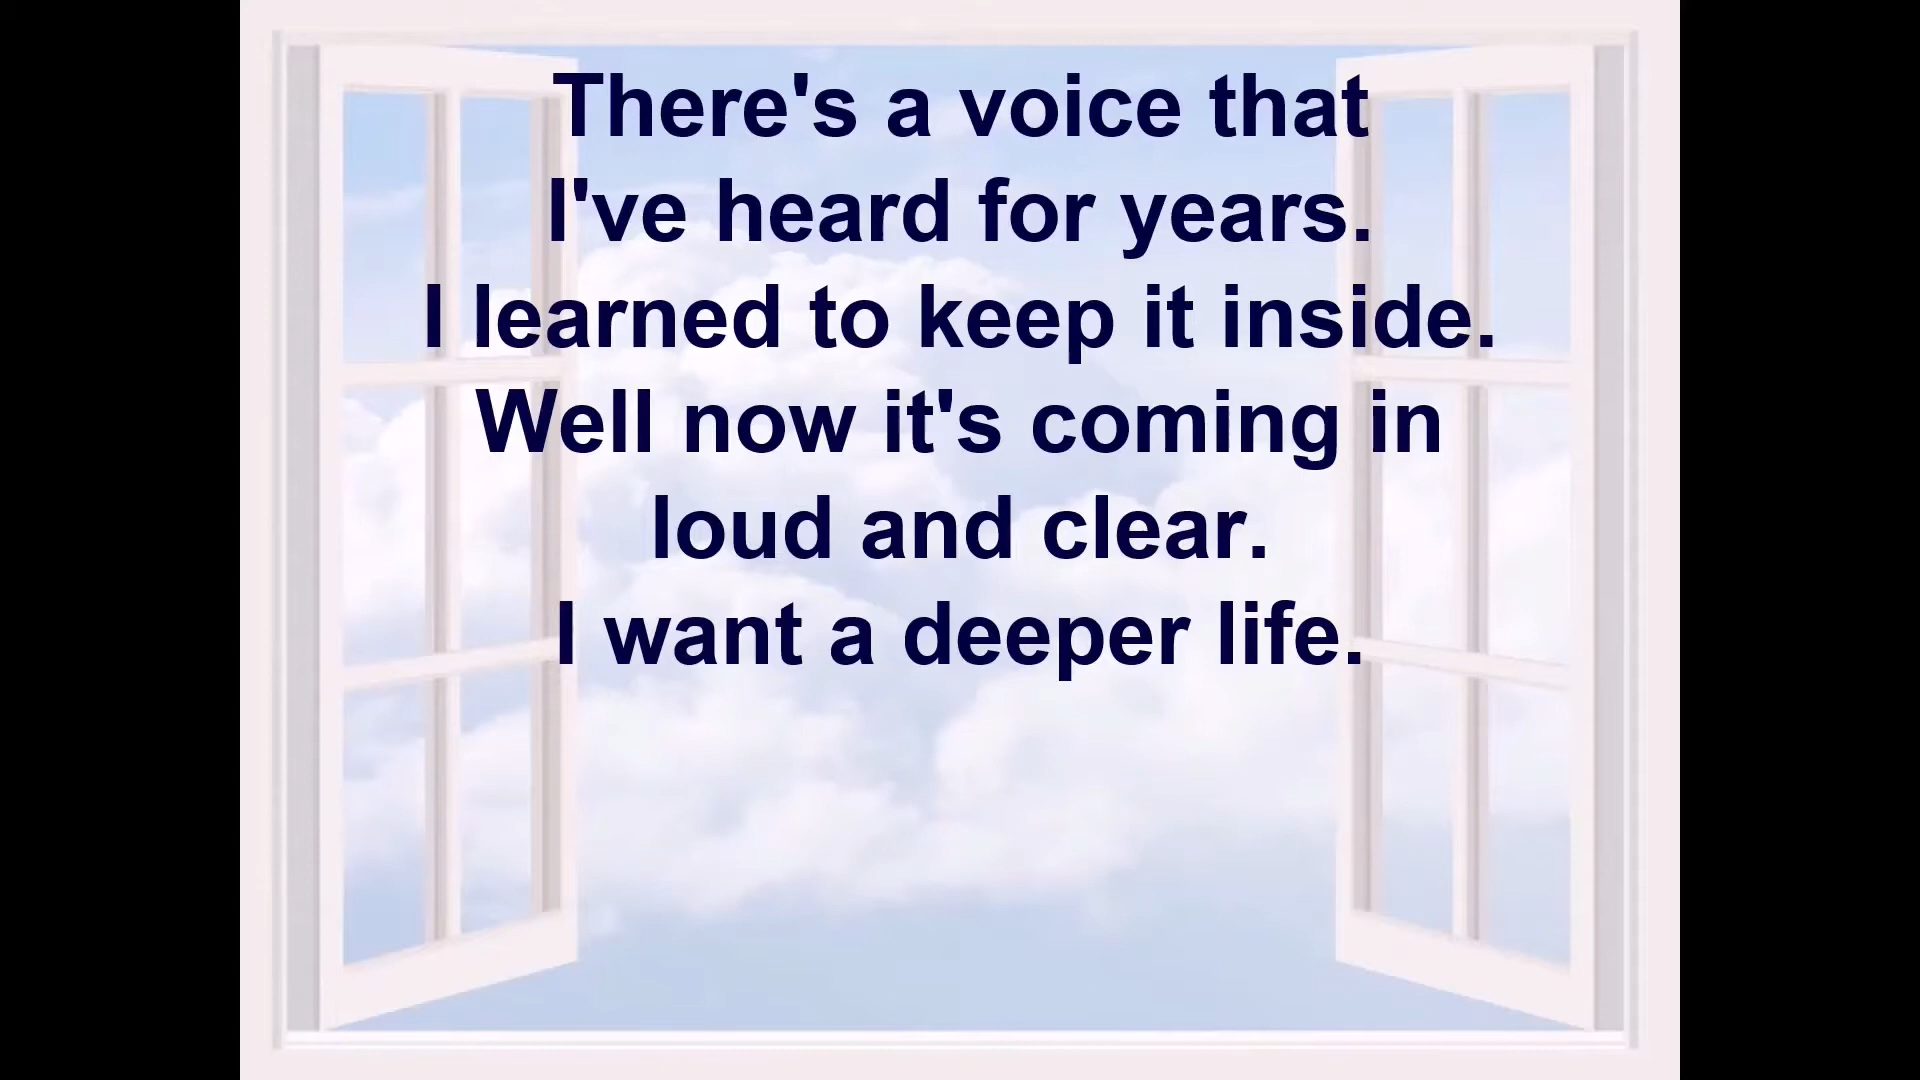 There's a voice that
I've heard for years.
I learned to keep it inside.
Well now it's coming in
loud and clear.
I want a deeper life.